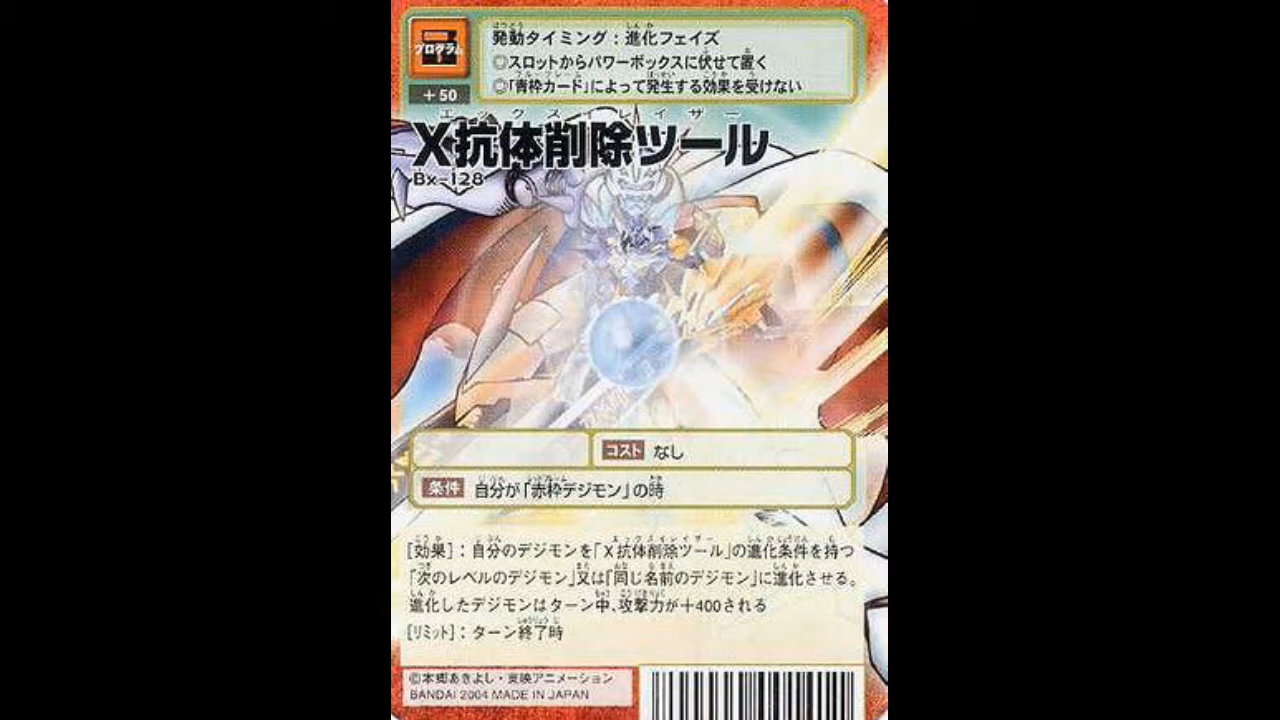 プログラム
発動タイミング：進化フェイズ
◎スロットからパワーボックスに伏せて置く
◎「青枠カード」によって発生する効果を受けない
＋50
エックスイレイザー
X抗体削除ツール
Bx-128
コスト なし
条件 自分が「赤枠デジモン」の時
[効果]：自分のデジモンを「X抗体削除ツール」の進化条件を持つ
「次のレベルのデジモン」又は「同じ名前のデジモン」に進化させる。
進化したデジモンはターン中、攻撃力が＋400される
[リミット]：ターン終了時
©本郷あきよし・東映アニメーション
BANDAI 2004 MADE IN JAPAN